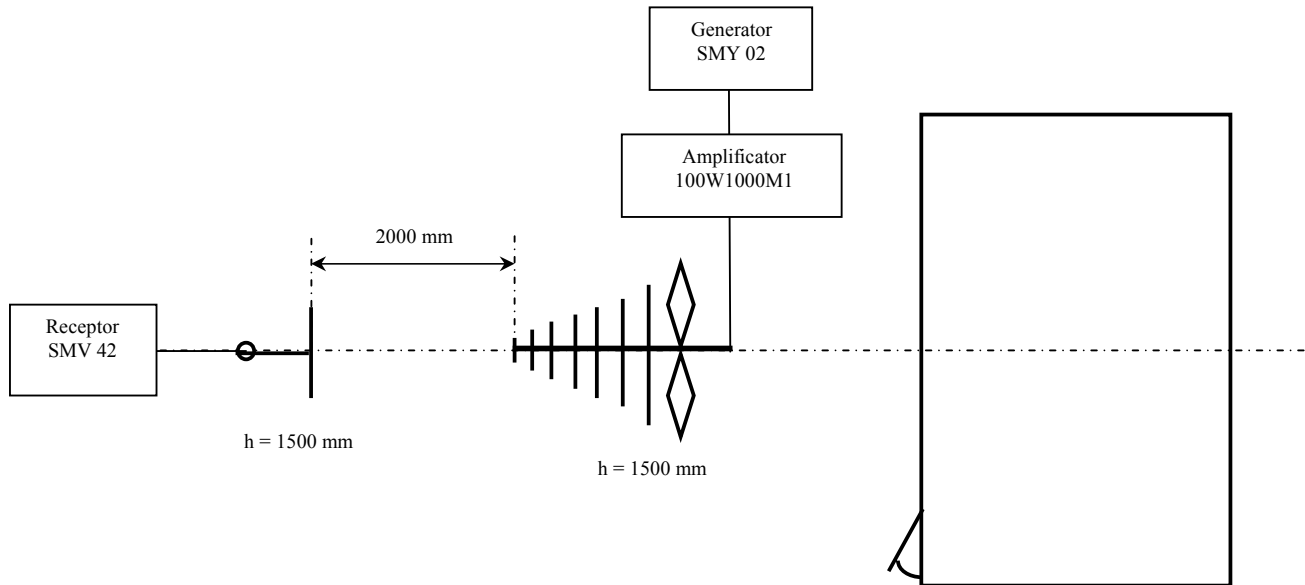 Generator
SMY 02
Amplificator
100W1000M1
2000 mm
Receptor
SMV 42
h = 1500 mm
h = 1500 mm